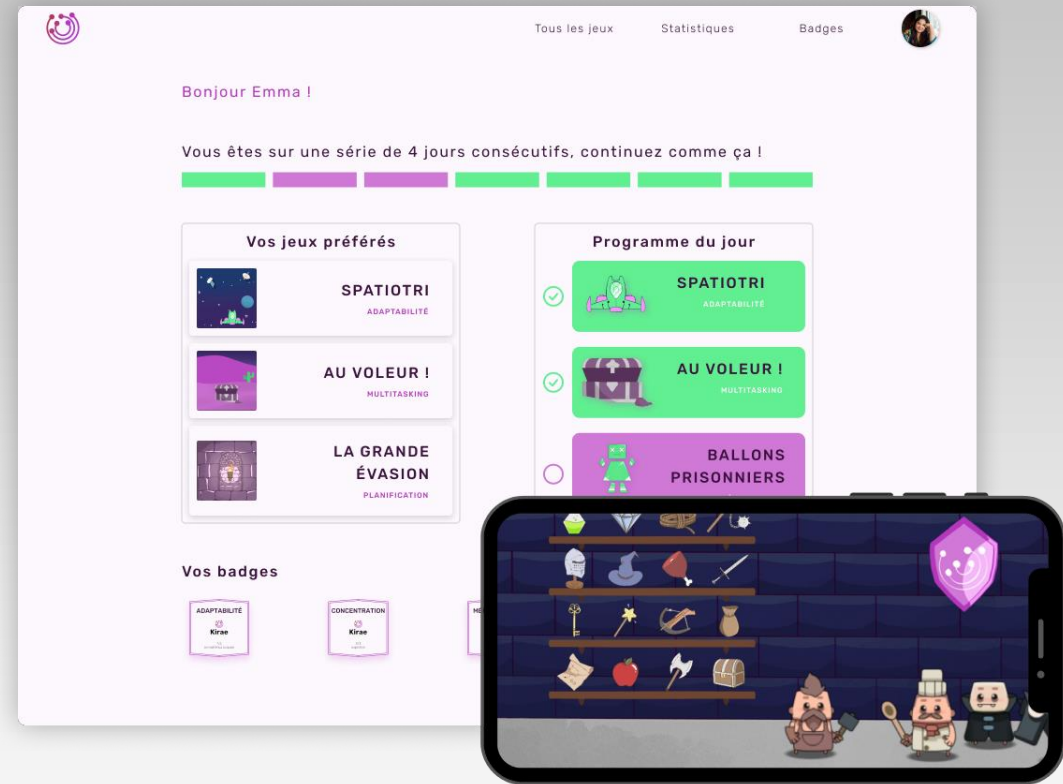 Tous les jeux Statistiques Badges
Bonjour Emma !
Vous êtes sur une série de 4 jours consécutifs, continuez comme ça !
Vos jeux préférés
SPATIOTRI
ADAPTABILITÉ
AU VOLEUR !
MULTITASKING
LA GRANDE
ÉVASION
PLANIFICATION
Programme du jour
SPATIOTRI
ADAPTABILITÉ
AU VOLEUR !
MULTITASKING
BALLONS
PRISONNIERS
Vos badges
ADAPTABILITÉ
Kirae
CONCENTRATION
Kirae